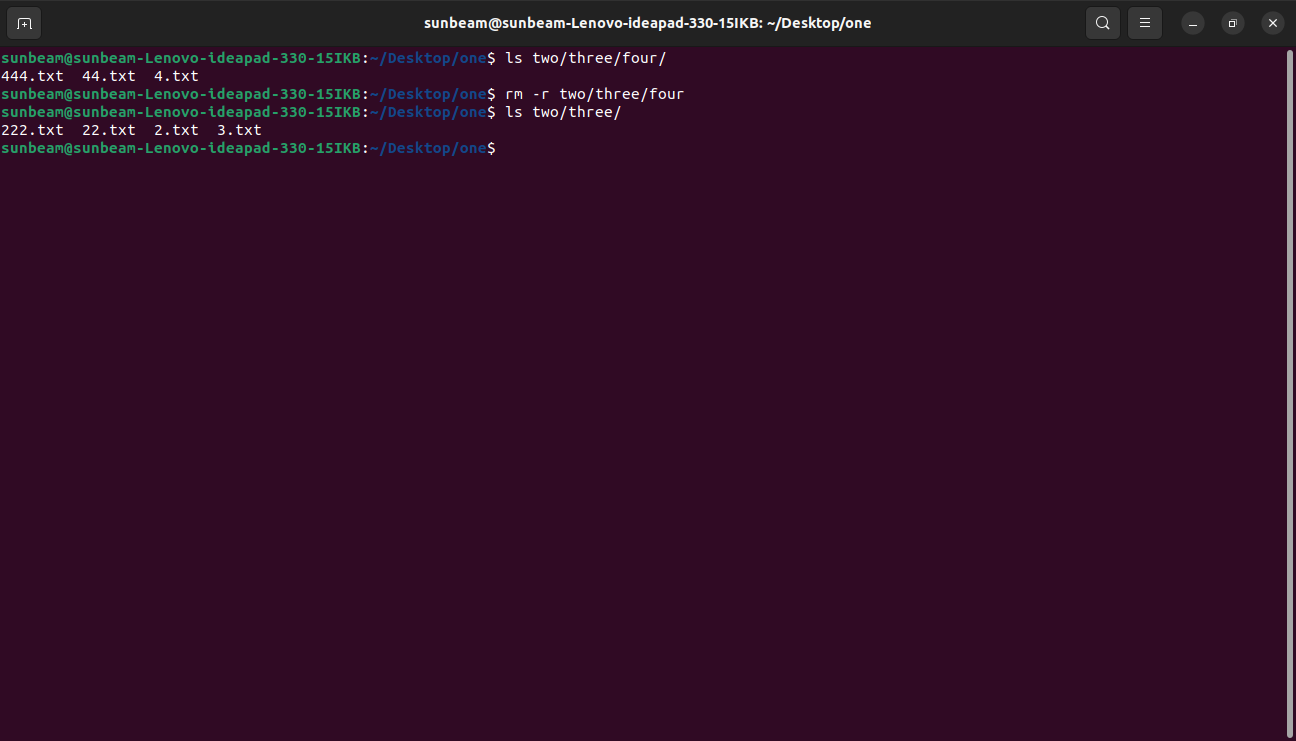 sunbeam@sunbeam-Lenovo-ideapad-330-15IKB: ~/Desktop/one
sunbeam@sunbeam-Lenovo-ideapad-330-15IKB:~/Desktop/one$ ls two/three/four/
444.txt  44.txt  4.txt
sunbeam@sunbeam-Lenovo-ideapad-330-15IKB:~/Desktop/one$ rm -r two/three/four
sunbeam@sunbeam-Lenovo-ideapad-330-15IKB:~/Desktop/one$ ls two/three/
222.txt  22.txt  2.txt  3.txt
sunbeam@sunbeam-Lenovo-ideapad-330-15IKB:~/Desktop/one$